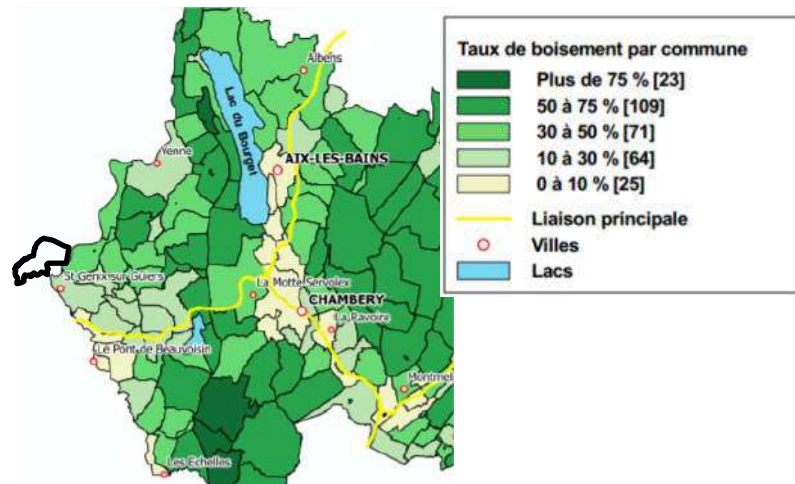 Albens
Lac du Bourget
Yenne
AIX-LES-BAINS
St Genix sur Guiers
La Motte Servolex
CHAMBERY
La Ravoire
Le Pont de Beauvoisin
Montmeli
Les Echelles
Taux de boisement par commune
Plus de 75 % [23]
50 à 75 % [109]
30 à 50 % [71]
10 à 30 % [64]
0 à 10 % [25]
Liaison principale
Villes
Lacs